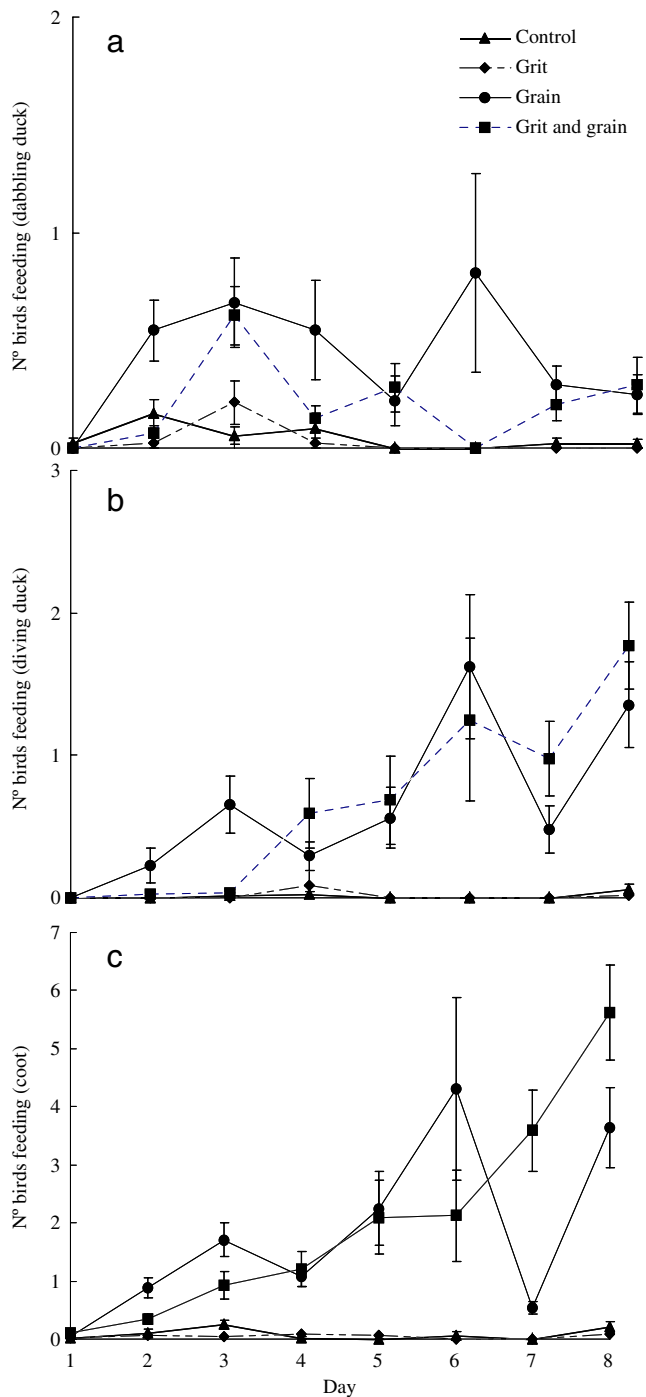 2
a
Control
Grit
Grain
Grit and grain
1
0
Nº birds feeeding (dabbling duck)
3
b
2
1
0
Nº birds feeding (diving duck)
7
c
6
5
4
3
2
1
0
Nº birds feeding (coot)
1 2 3 4 5 6 7 8
Day